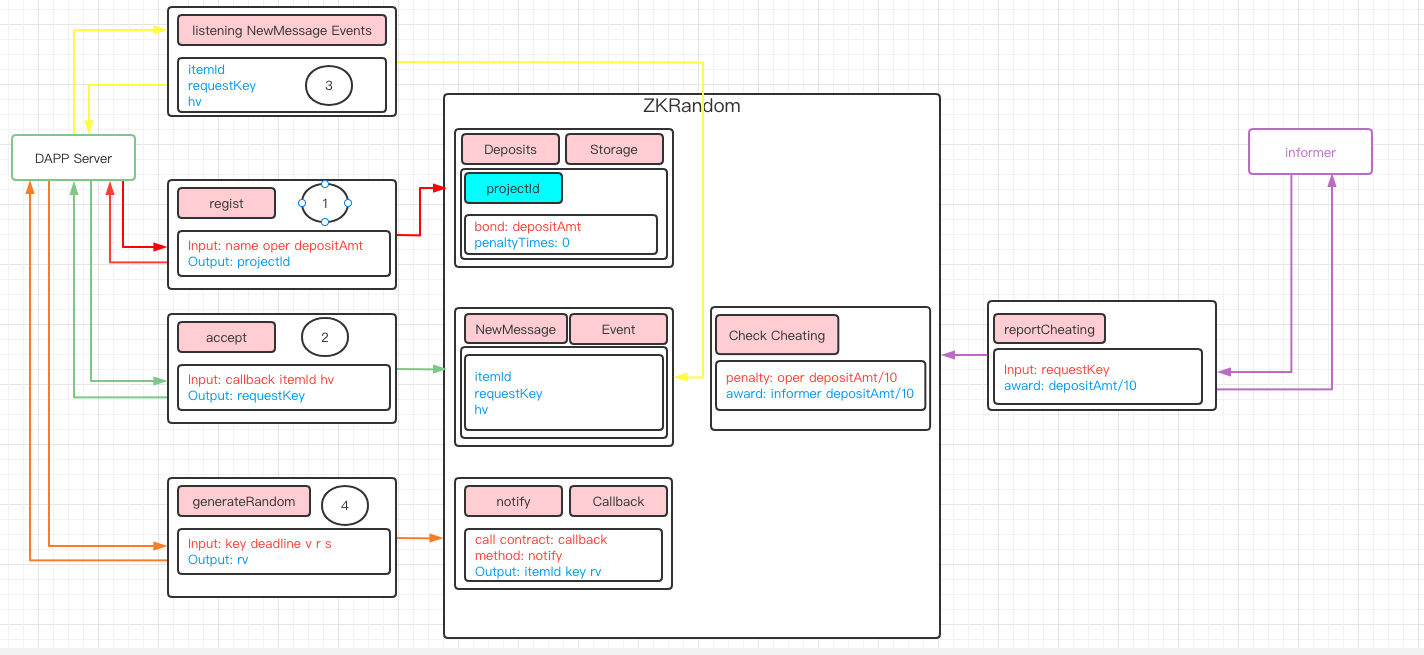 listening NewMessage Events
itemId
requestKey
hv
3
DAPP Server
regist
1
Input: name oper depositAmt
Output: projectId
accept
2
Input: callback itemId hv
Output: requestKey
generateRandom
4
Input: key deadline v r s
Output: rv
ZKRandom
Deposits
Storage
projectId
bond: depositAmt
penaltyTimes: 0
NewMessage
Event
itemId
requestKey
hv
notify
Callback
call contract: callback
method: notify
Output: itemId key rv
Check Cheating
penalty: oper depositAmt/10
award: informer depositAmt/10
reportCheating
Input: requestKey
award: depositAmt/10
informer